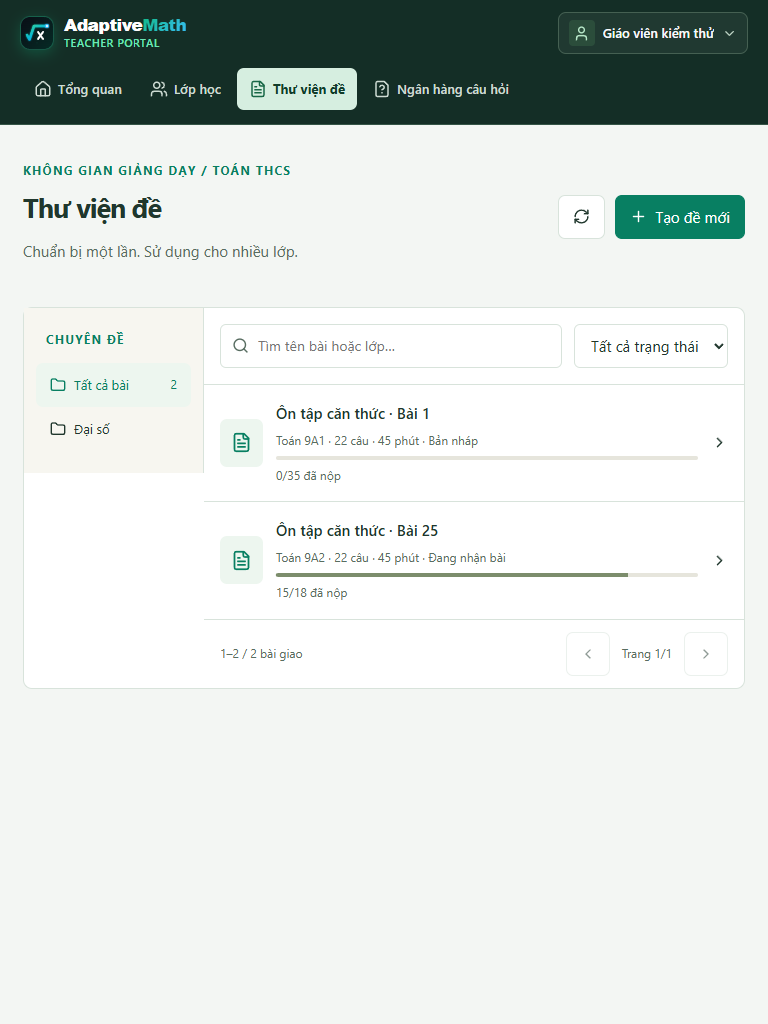 AdaptiveMath
TEACHER PORTAL
Giáo viên kiểm thử
Tổng quan
Lớp học
Thư viện đề
Ngân hàng câu hỏi
KHÔNG GIAN GIẢNG DẠY / TOÁN THCS
Thư viện đề
Chuẩn bị một lần. Sử dụng cho nhiều lớp.
Tạo đề mới
CHUYÊN ĐỀ
Tất cả bài 2
Đại số
Tìm tên bài hoặc lớp...
Tất cả trạng thái
Ôn tập căn thức · Bài 1
Toán 9A1 · 22 câu · 45 phút · Bản nháp
0/35 đã nộp
Ôn tập căn thức · Bài 25
Toán 9A2 · 22 câu · 45 phút · Đang nhận bài
15/18 đã nộp
1–2 / 2 bài giao
Trang 1/1